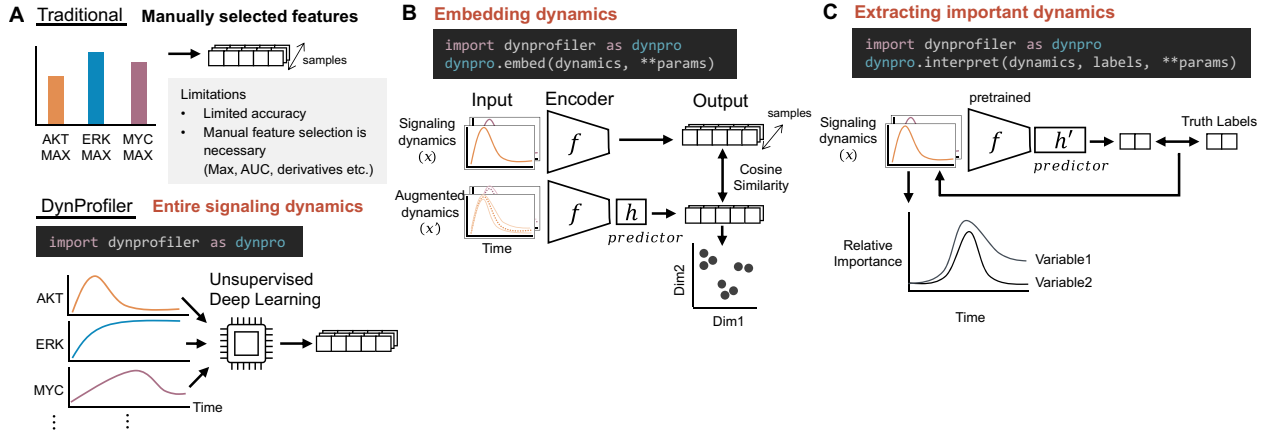 A
Traditional Manually selected features
samples
AKT MAX
ERK MAX
MYC MAX
Limitations
• Limited accuracy
• Manual feature selection is
necessary
(Max, AUC, derivatives etc.)
DynProfiler Entire signaling dynamics
import dynprofiler as dynpro
AKT
ERK
MYC
Time
Unsupervised
Deep Learning
B
Embedding dynamics
import dynprofiler as dynpro
dynpro.embed(dynamics, **params)
Input Encoder Output
Signaling
dynamics
(x)
f
samples
Cosine
Similarity
Augmented
dynamics
(x')
f
h
predictor
Time
Dim2
Dim1
C
Extracting important dynamics
import dynprofiler as dynpro
dynpro.interpret(dynamics, labels, **params)
pretrained
Signaling
dynamics
(x)
f
h'
predictor
Truth Labels
Relative
Importance
Variable1
Variable2
Time